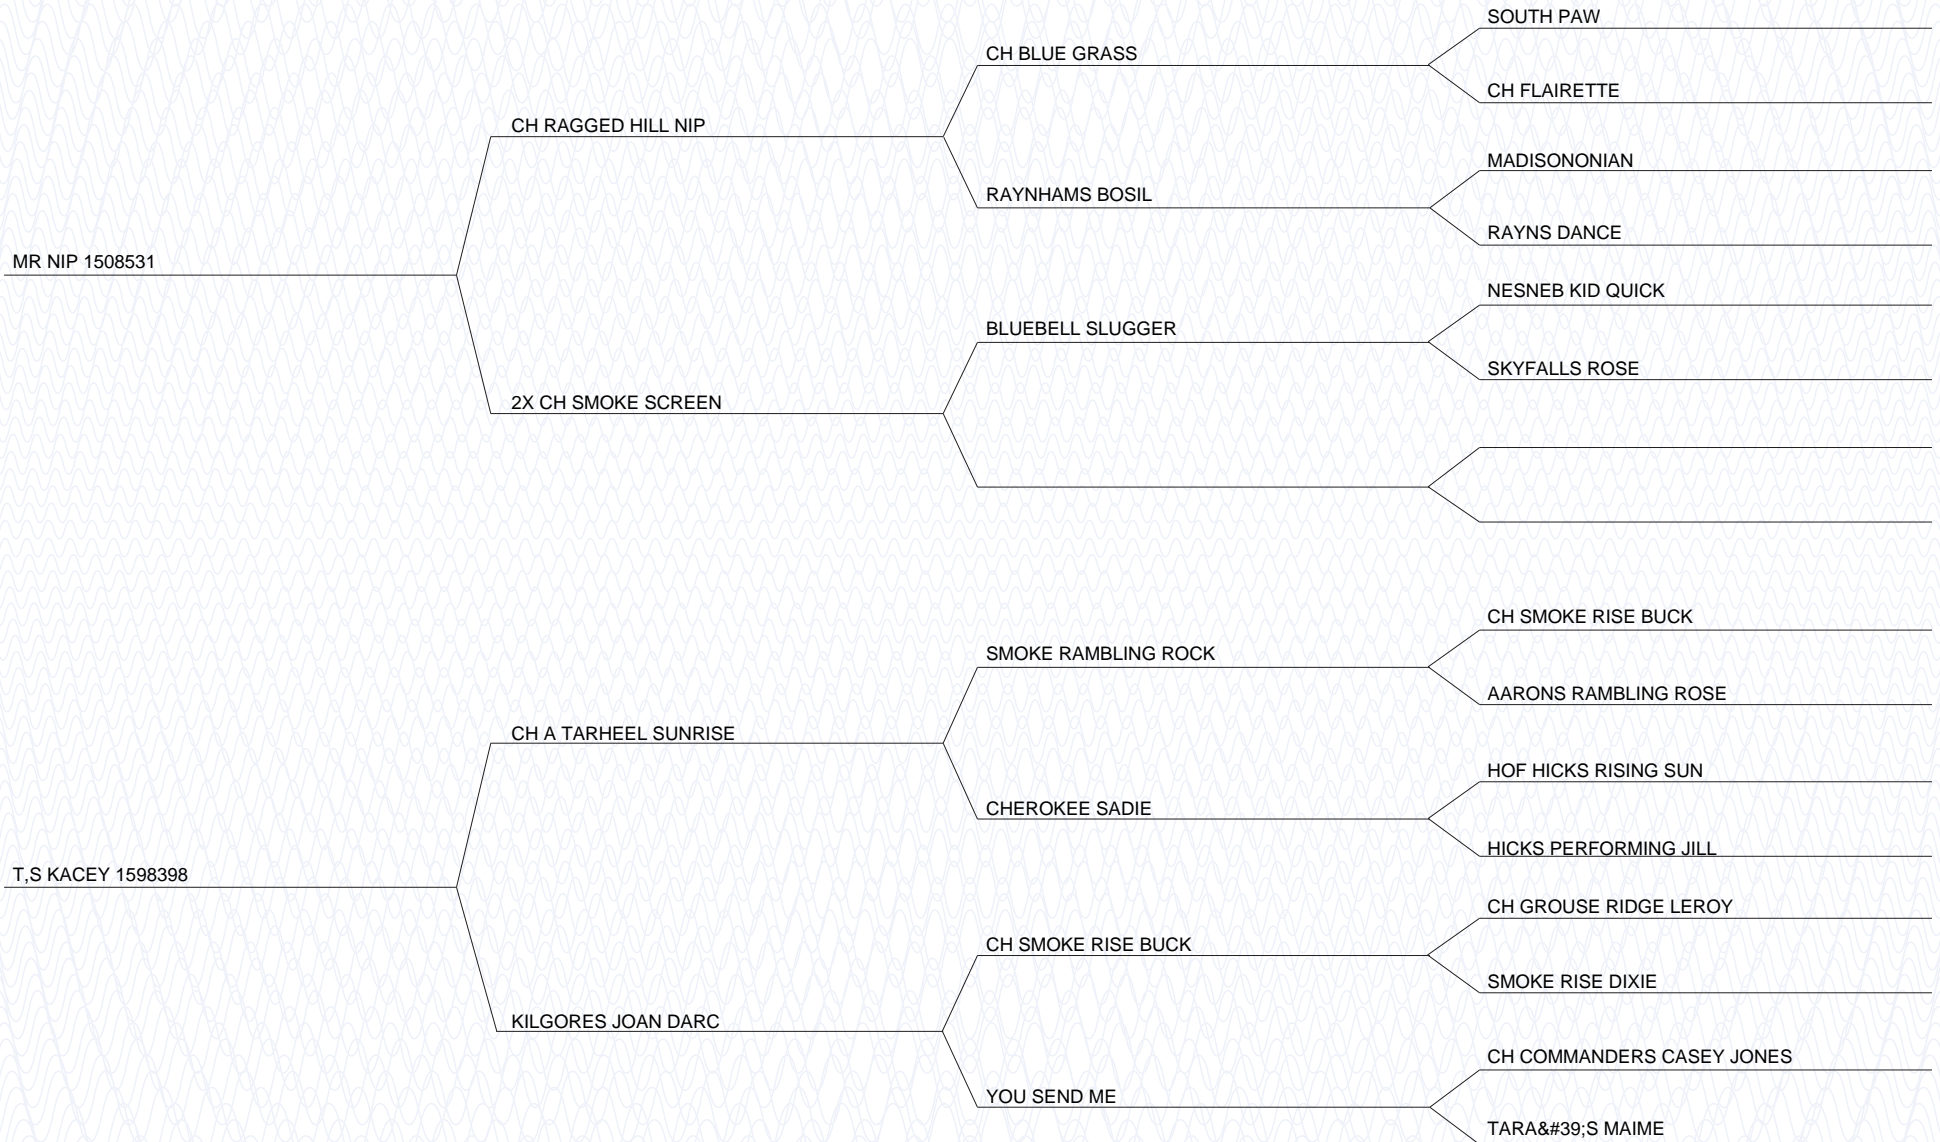 SOUTH PAW
CH BLUE GRASS
CH FLAIRETTE
CH RAGGED HILL NIP
MADISONONIAN
RAYNHAMS BOSIL
RAYNS DANCE
MR NIP 1508531
NESNEB KID QUICK
BLUEBELL SLUGGER
SKYFALLS ROSE
2X CH SMOKE SCREEN
CH SMOKE RISE BUCK
SMOKE RAMBLING ROCK
AARONS RAMBLING ROSE
CH A TARHEEL SUNRISE
HOF HICKS RISING SUN
CHEROKEE SADIE
HICKS PERFORMING JILL
T,S KACEY 1598398
CH GROUSE RIDGE LEROY
CH SMOKE RISE BUCK
SMOKE RISE DIXIE
KILGORES JOAN DARC
CH COMMANDERS CASEY JONES
YOU SEND ME
TARA&#39;S MAIME